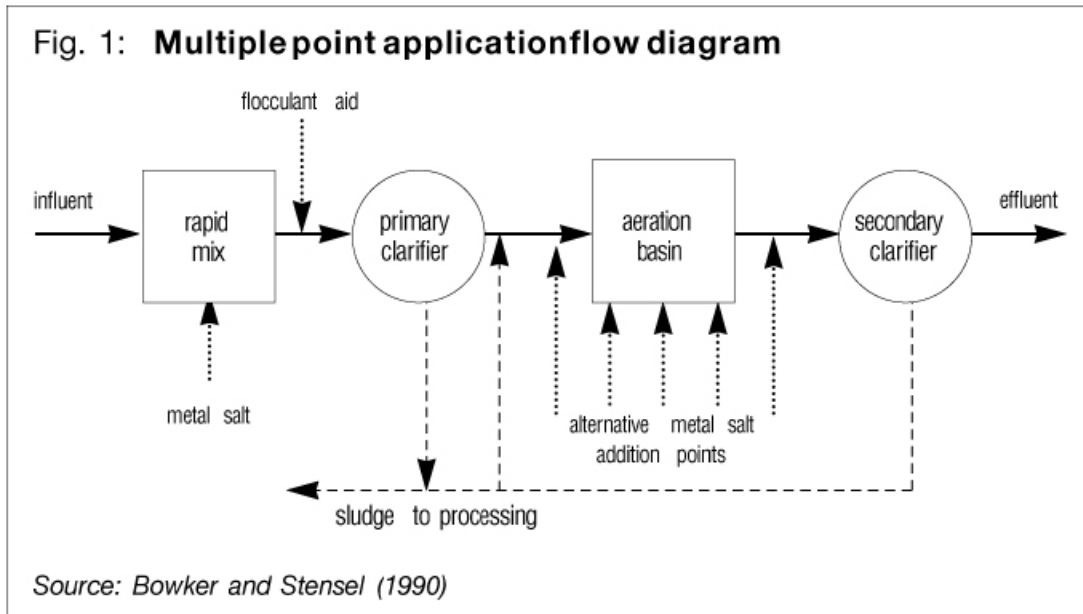 Fig. 1: Multiple point application flow diagram
flocculant aid
influent
rapid
mix
primary
clarifier
aeration
basin
secondary
clarifier
effluent
metal salt
alternative metal salt
addition points
sludge to processing
Source: Bowker and Stensel (1990)